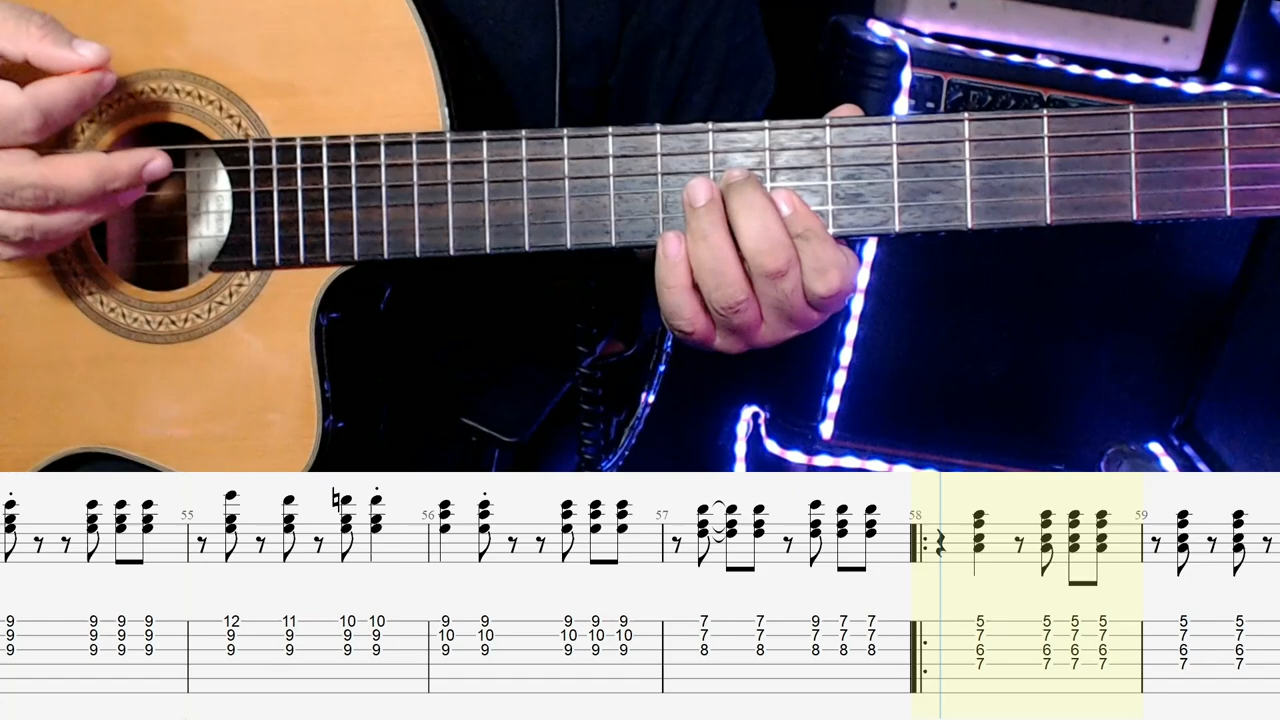 55 56 57 58 59
9 9 9 9 12 11 10 10 9 9 9 9 9 7 7 9 7 7 5 5 5 5 5 5
9 9 9 9 9 9 9 9 10 10 10 10 10 7 7 7 7 7 7 7 7 7 7 7
9 9 9 9 9 9 9 9 9 9 9 9 9 8 8 8 8 8 6 6 6 6 6 6
7 7 7 7 7 7